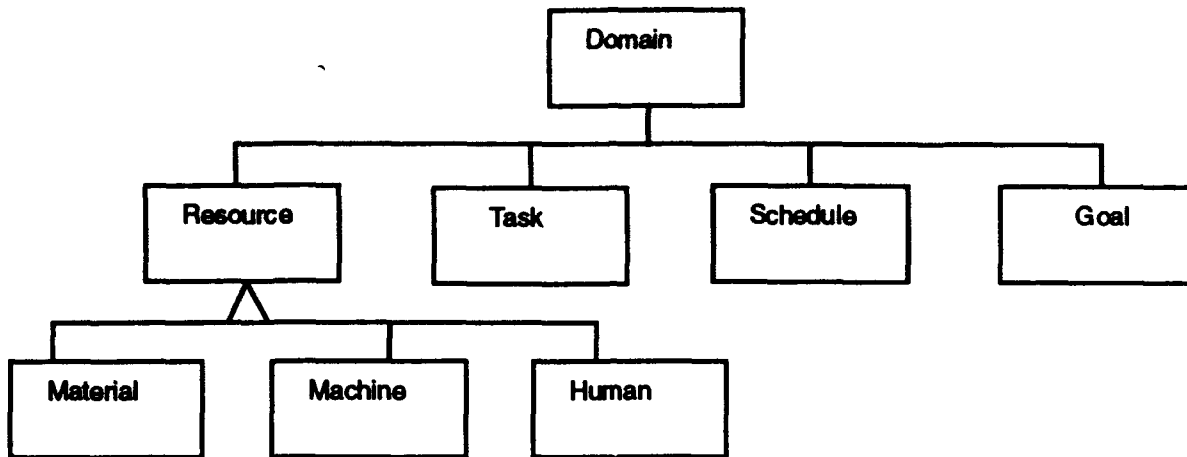 Domain
Resource
Task
Schedule
Goal
Material
Machine
Human